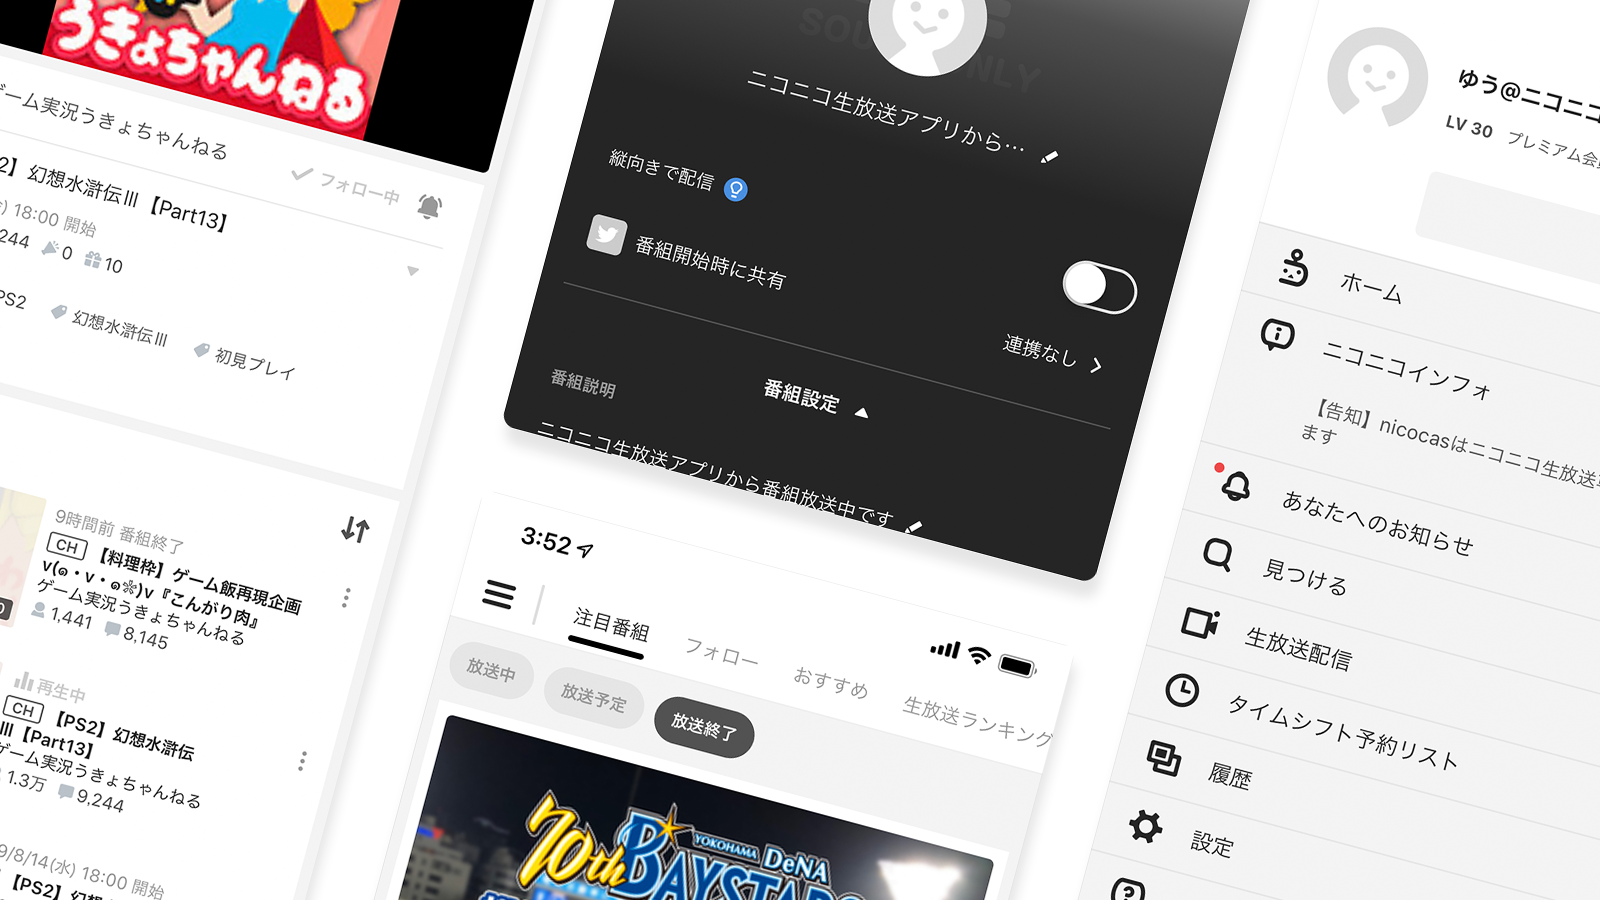 うきょちゃんねる
ゲーム実況うきょちゃんねる
フォロー中
2】幻想水滸伝Ⅲ【Part13】
18:00 開始
244 0 10
PS2 幻想水滸伝Ⅲ 初見プレイ
9時間前 番組終了
CH 【料理枠】ゲーム飯再現企画
v(๑・v・๑❀)v『こんがり肉』
ゲーム実況うきょちゃんねる
1,441 8,145
再生中
CH 【PS2】幻想水滸伝
Ⅲ【Part13】
ゲーム実況うきょちゃんねる
1.3万 9,244
9/8/14(水) 18:00 開始
ニコニコ生放送アプリから…
縦向きで配信
番組開始時に共有
連携なし
番組設定
番組説明
ニコニコ生放送アプリから番組放送中です
3:52
注目番組 フォロー おすすめ 生放送ランキング
放送中 放送予定 放送終了
70th
YOKOHAMA DeNA
BAYSTARS
ゆう@ニコニコ
LV 30 プレミアム会員
ホーム
ニコニコインフォ
【告知】nicocasはニコニコ生放送
ます
あなたへのお知らせ
見つける
生放送配信
タイムシフト予約リスト
履歴
設定